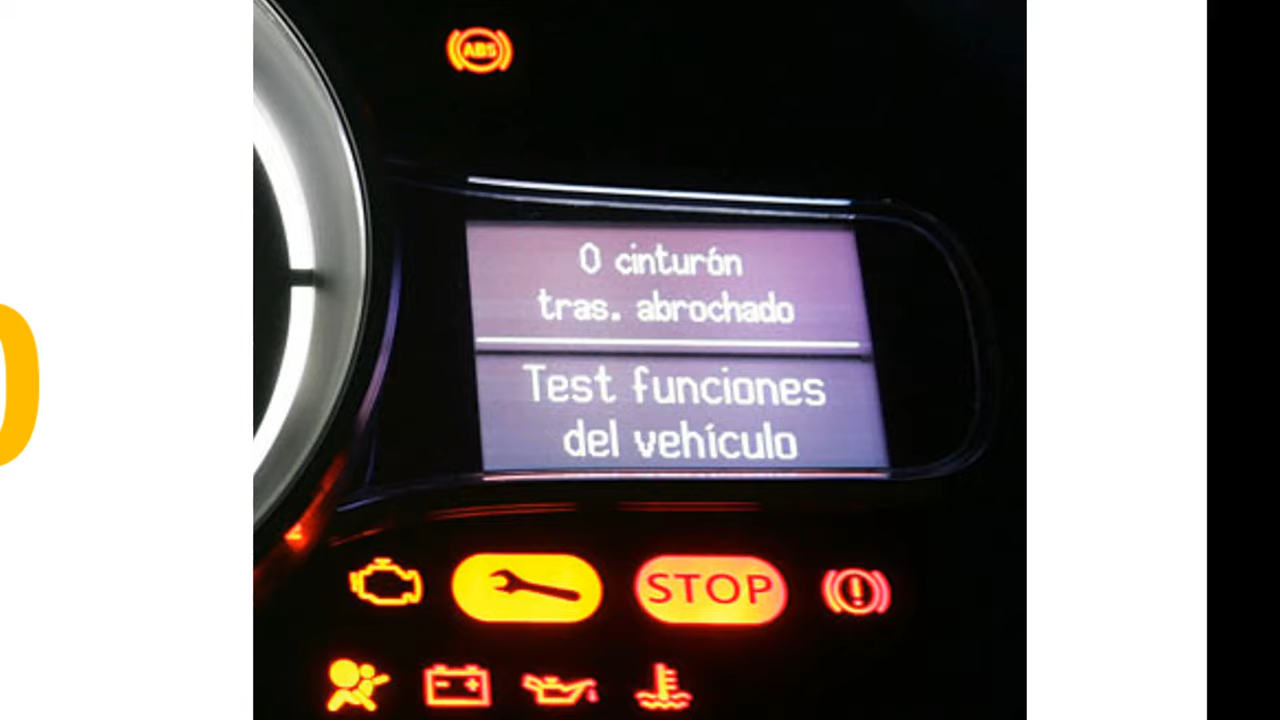 ABS
0 cinturón
tras. abrochado
Test funciones
del vehículo
STOP